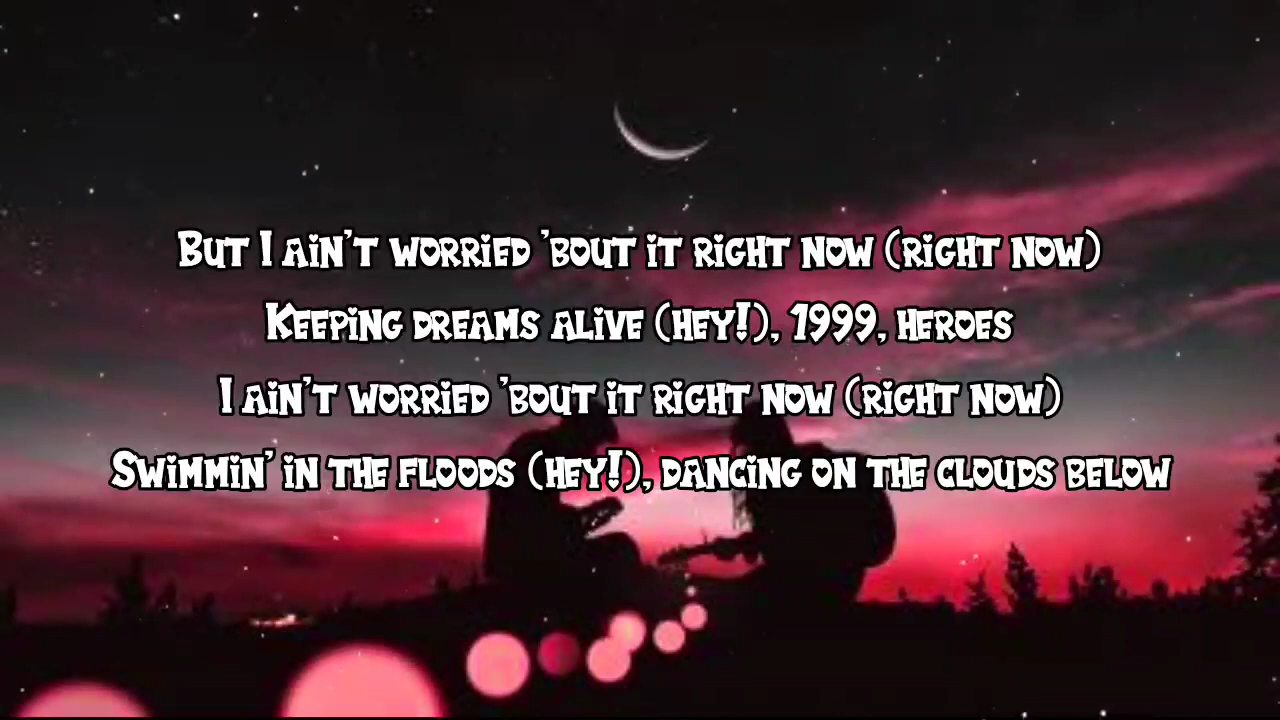 But I ain't worried 'bout it right now (right now)
Keeping dreams alive (hey!), 1999, heroes
I ain't worried 'bout it right now (right now)
Swimmin' in the floods (hey!), dancing on the clouds below